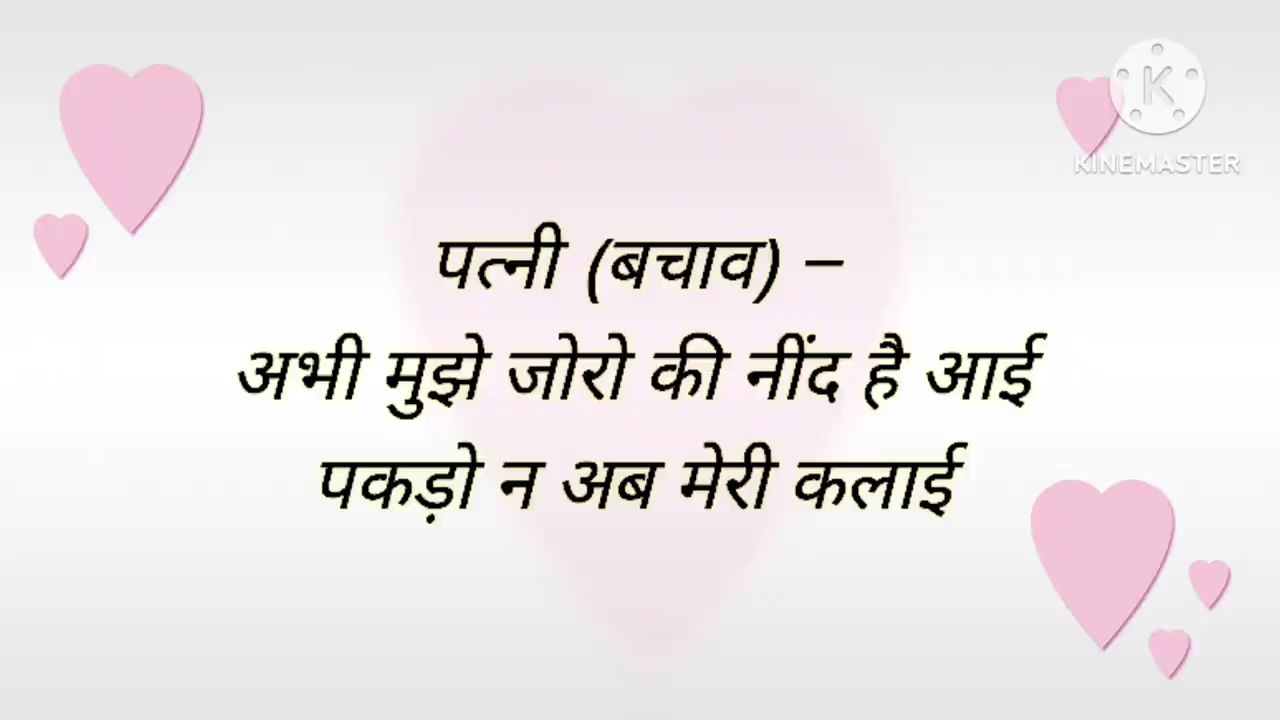 पत्नी (बचाव) –
अभी मुझे जोरो की नींद है आई
पकड़ो न अब मेरी कलाई
K
KINEMASTER